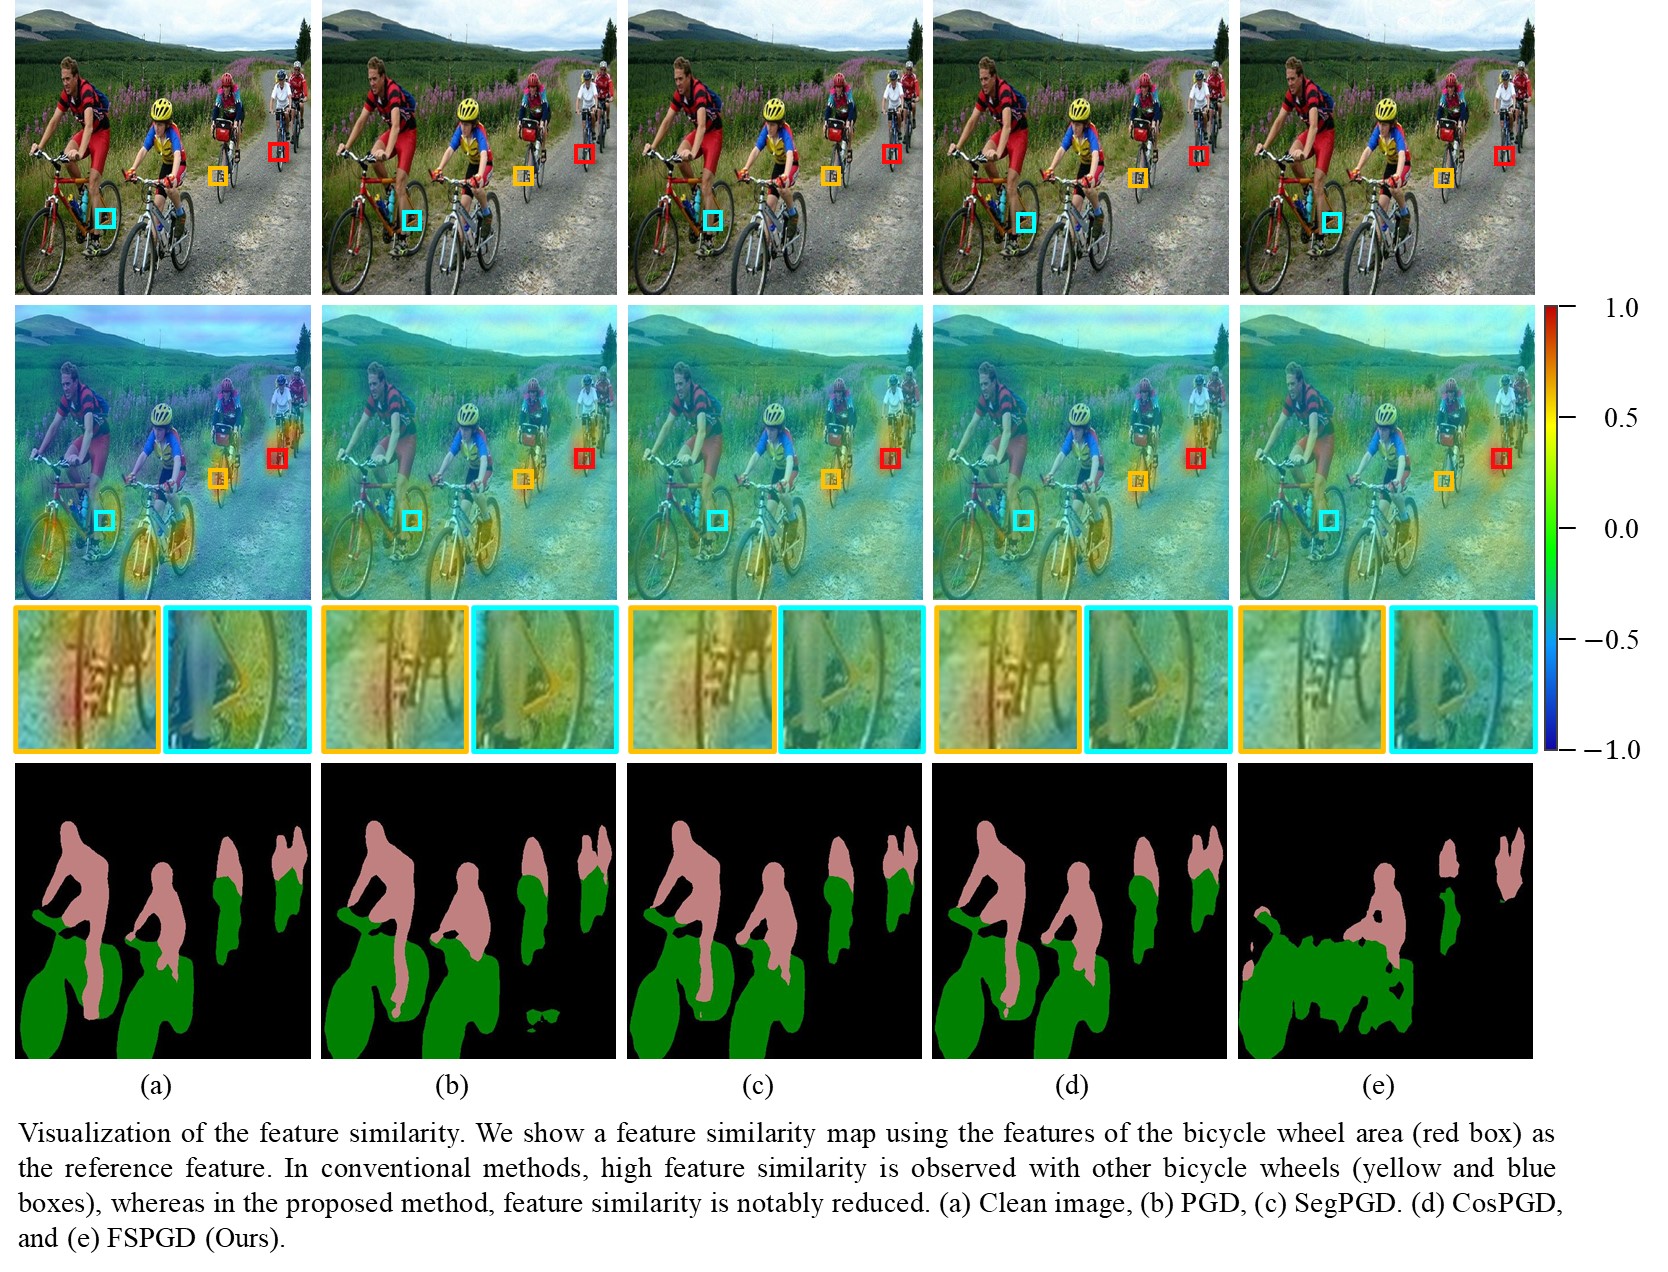 1.0
0.5
0.0
−0.5
−1.0
(a) (b) (c) (d) (e)
Visualization of the feature similarity. We show a feature similarity map using the features of the bicycle wheel area (red box) as
the reference feature. In conventional methods, high feature similarity is observed with other bicycle wheels (yellow and blue
boxes), whereas in the proposed method, feature similarity is notably reduced. (a) Clean image, (b) PGD, (c) SegPGD. (d) CosPGD,
and (e) FSPGD (Ours).